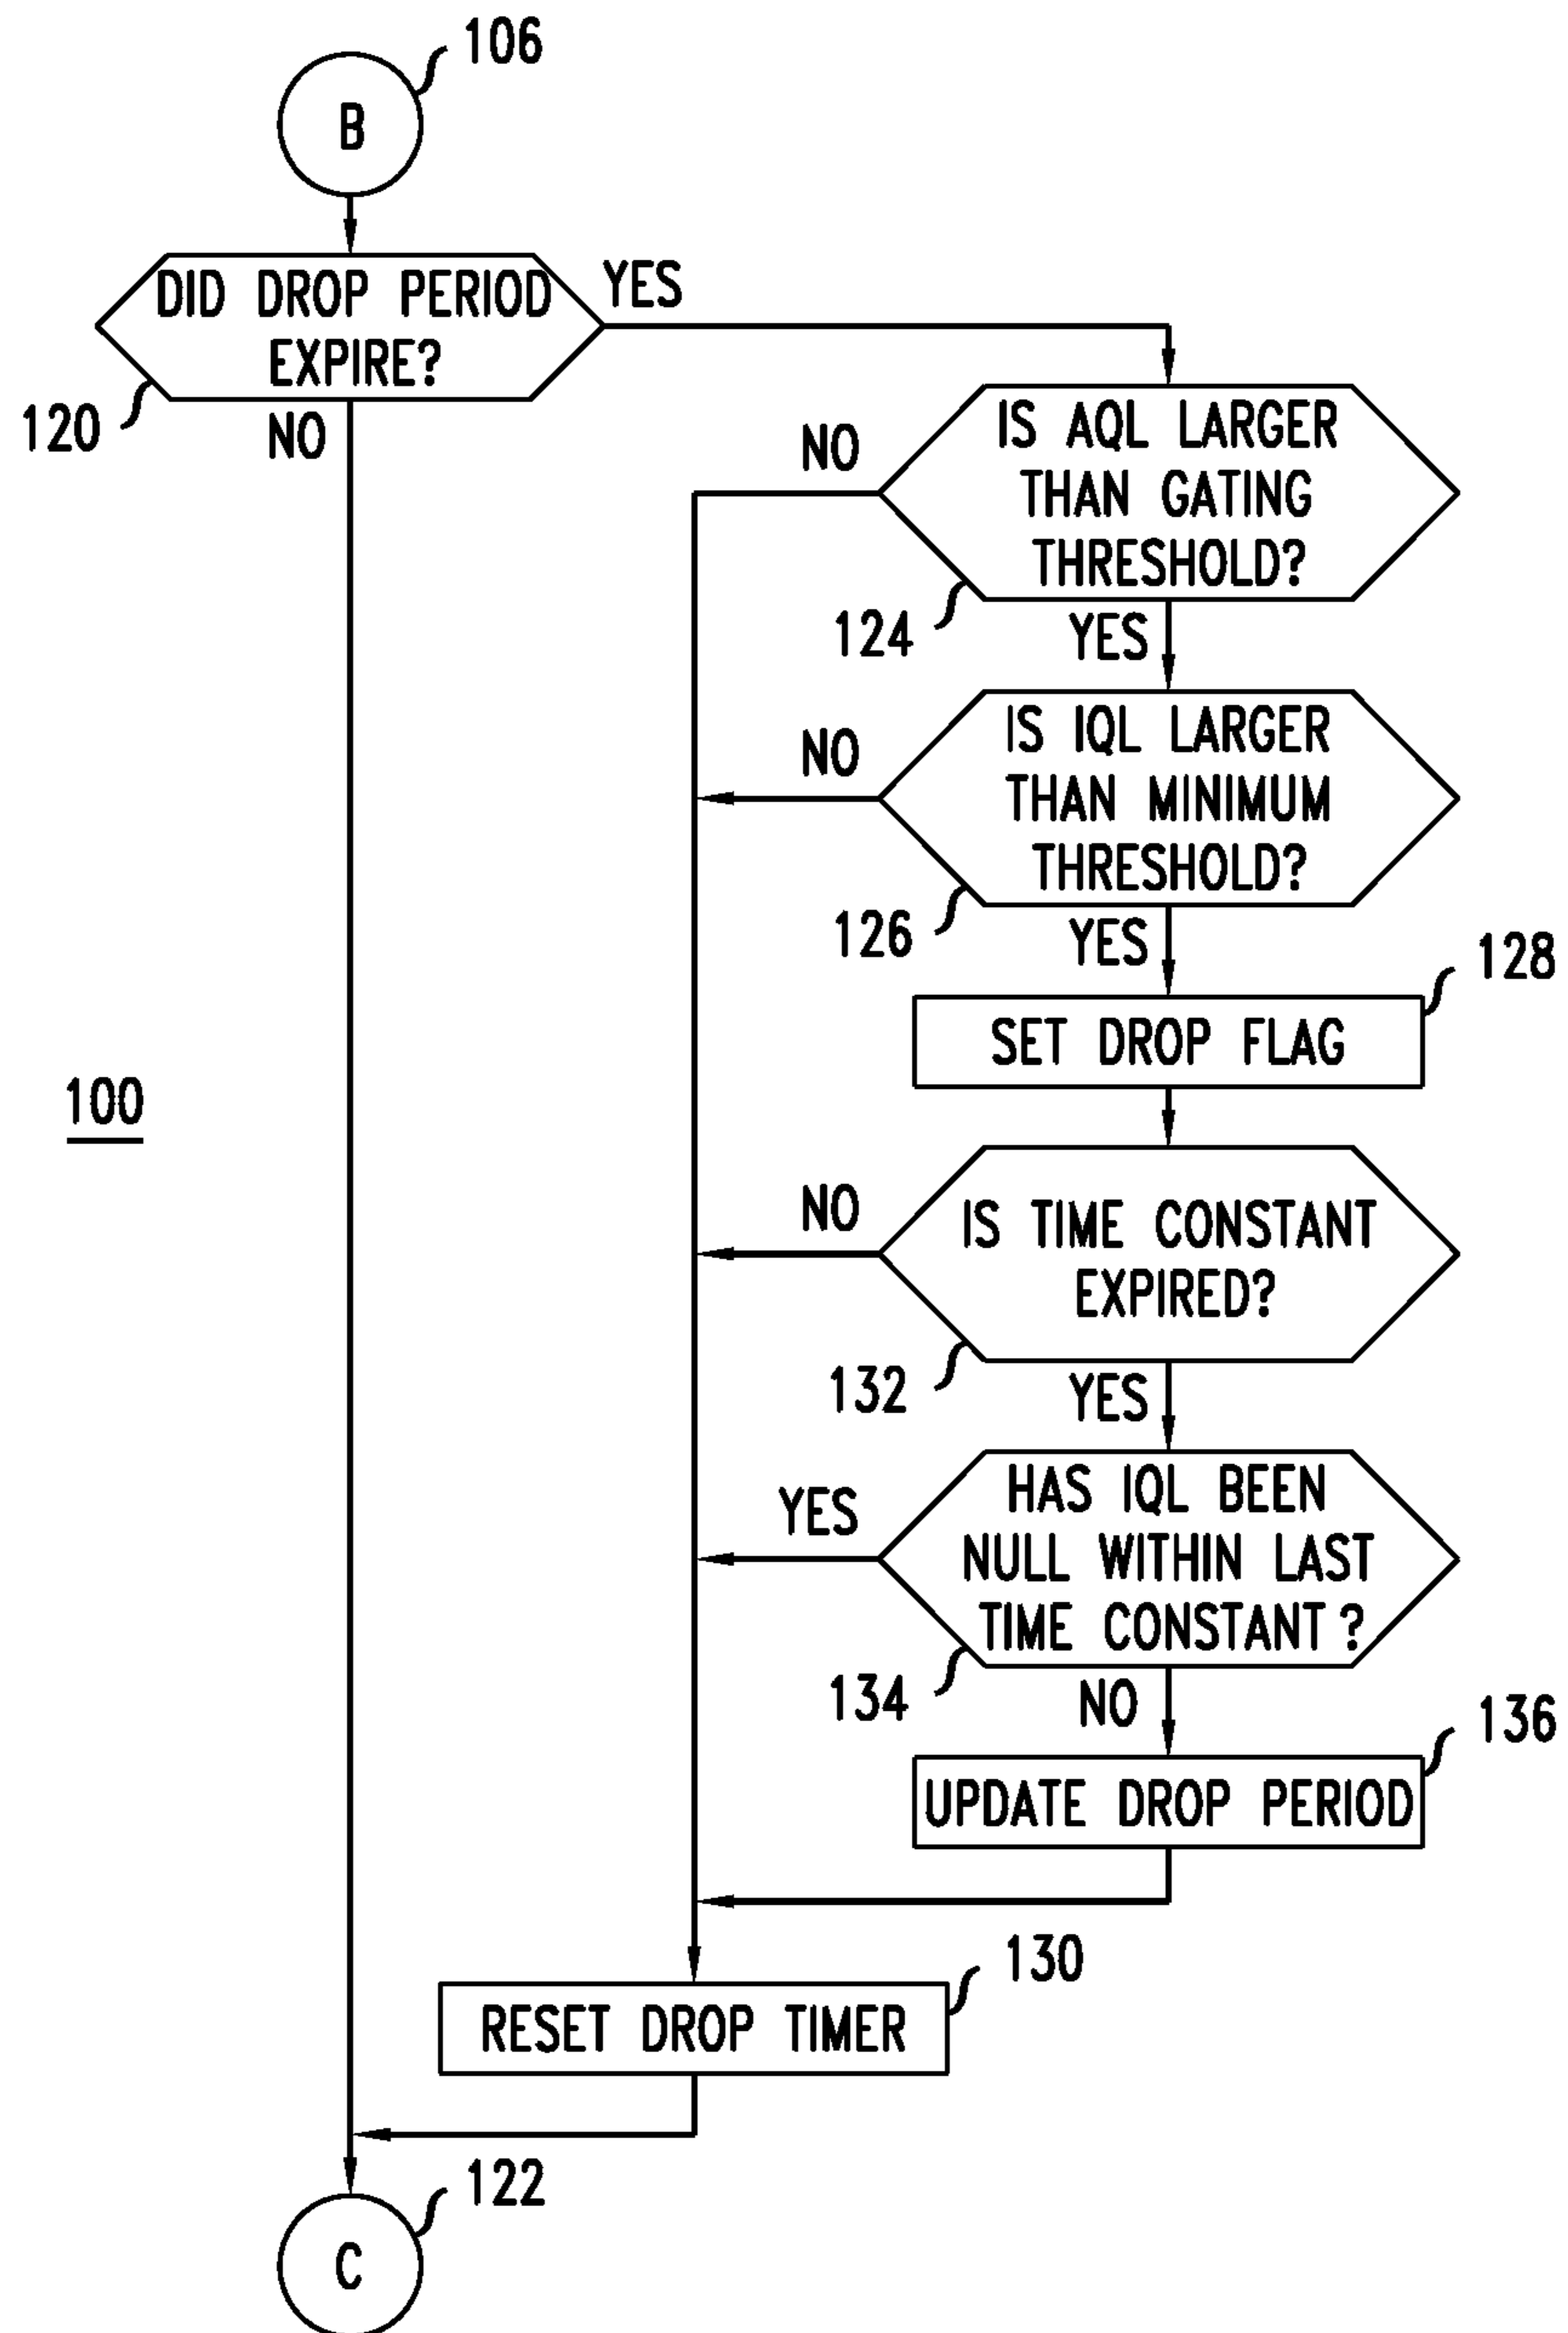 106
B
DID DROP PERIOD
EXPIRE?
YES
120
NO
IS AQL LARGER
THAN GATING
THRESHOLD?
NO
124
YES
IS IQL LARGER
THAN MINIMUM
THRESHOLD?
NO
126
YES
128
SET DROP FLAG
100
IS TIME CONSTANT
EXPIRED?
NO
132
YES
HAS IQL BEEN
NULL WITHIN LAST
TIME CONSTANT ?
YES
134
NO
136
UPDATE DROP PERIOD
130
RESET DROP TIMER
122
C